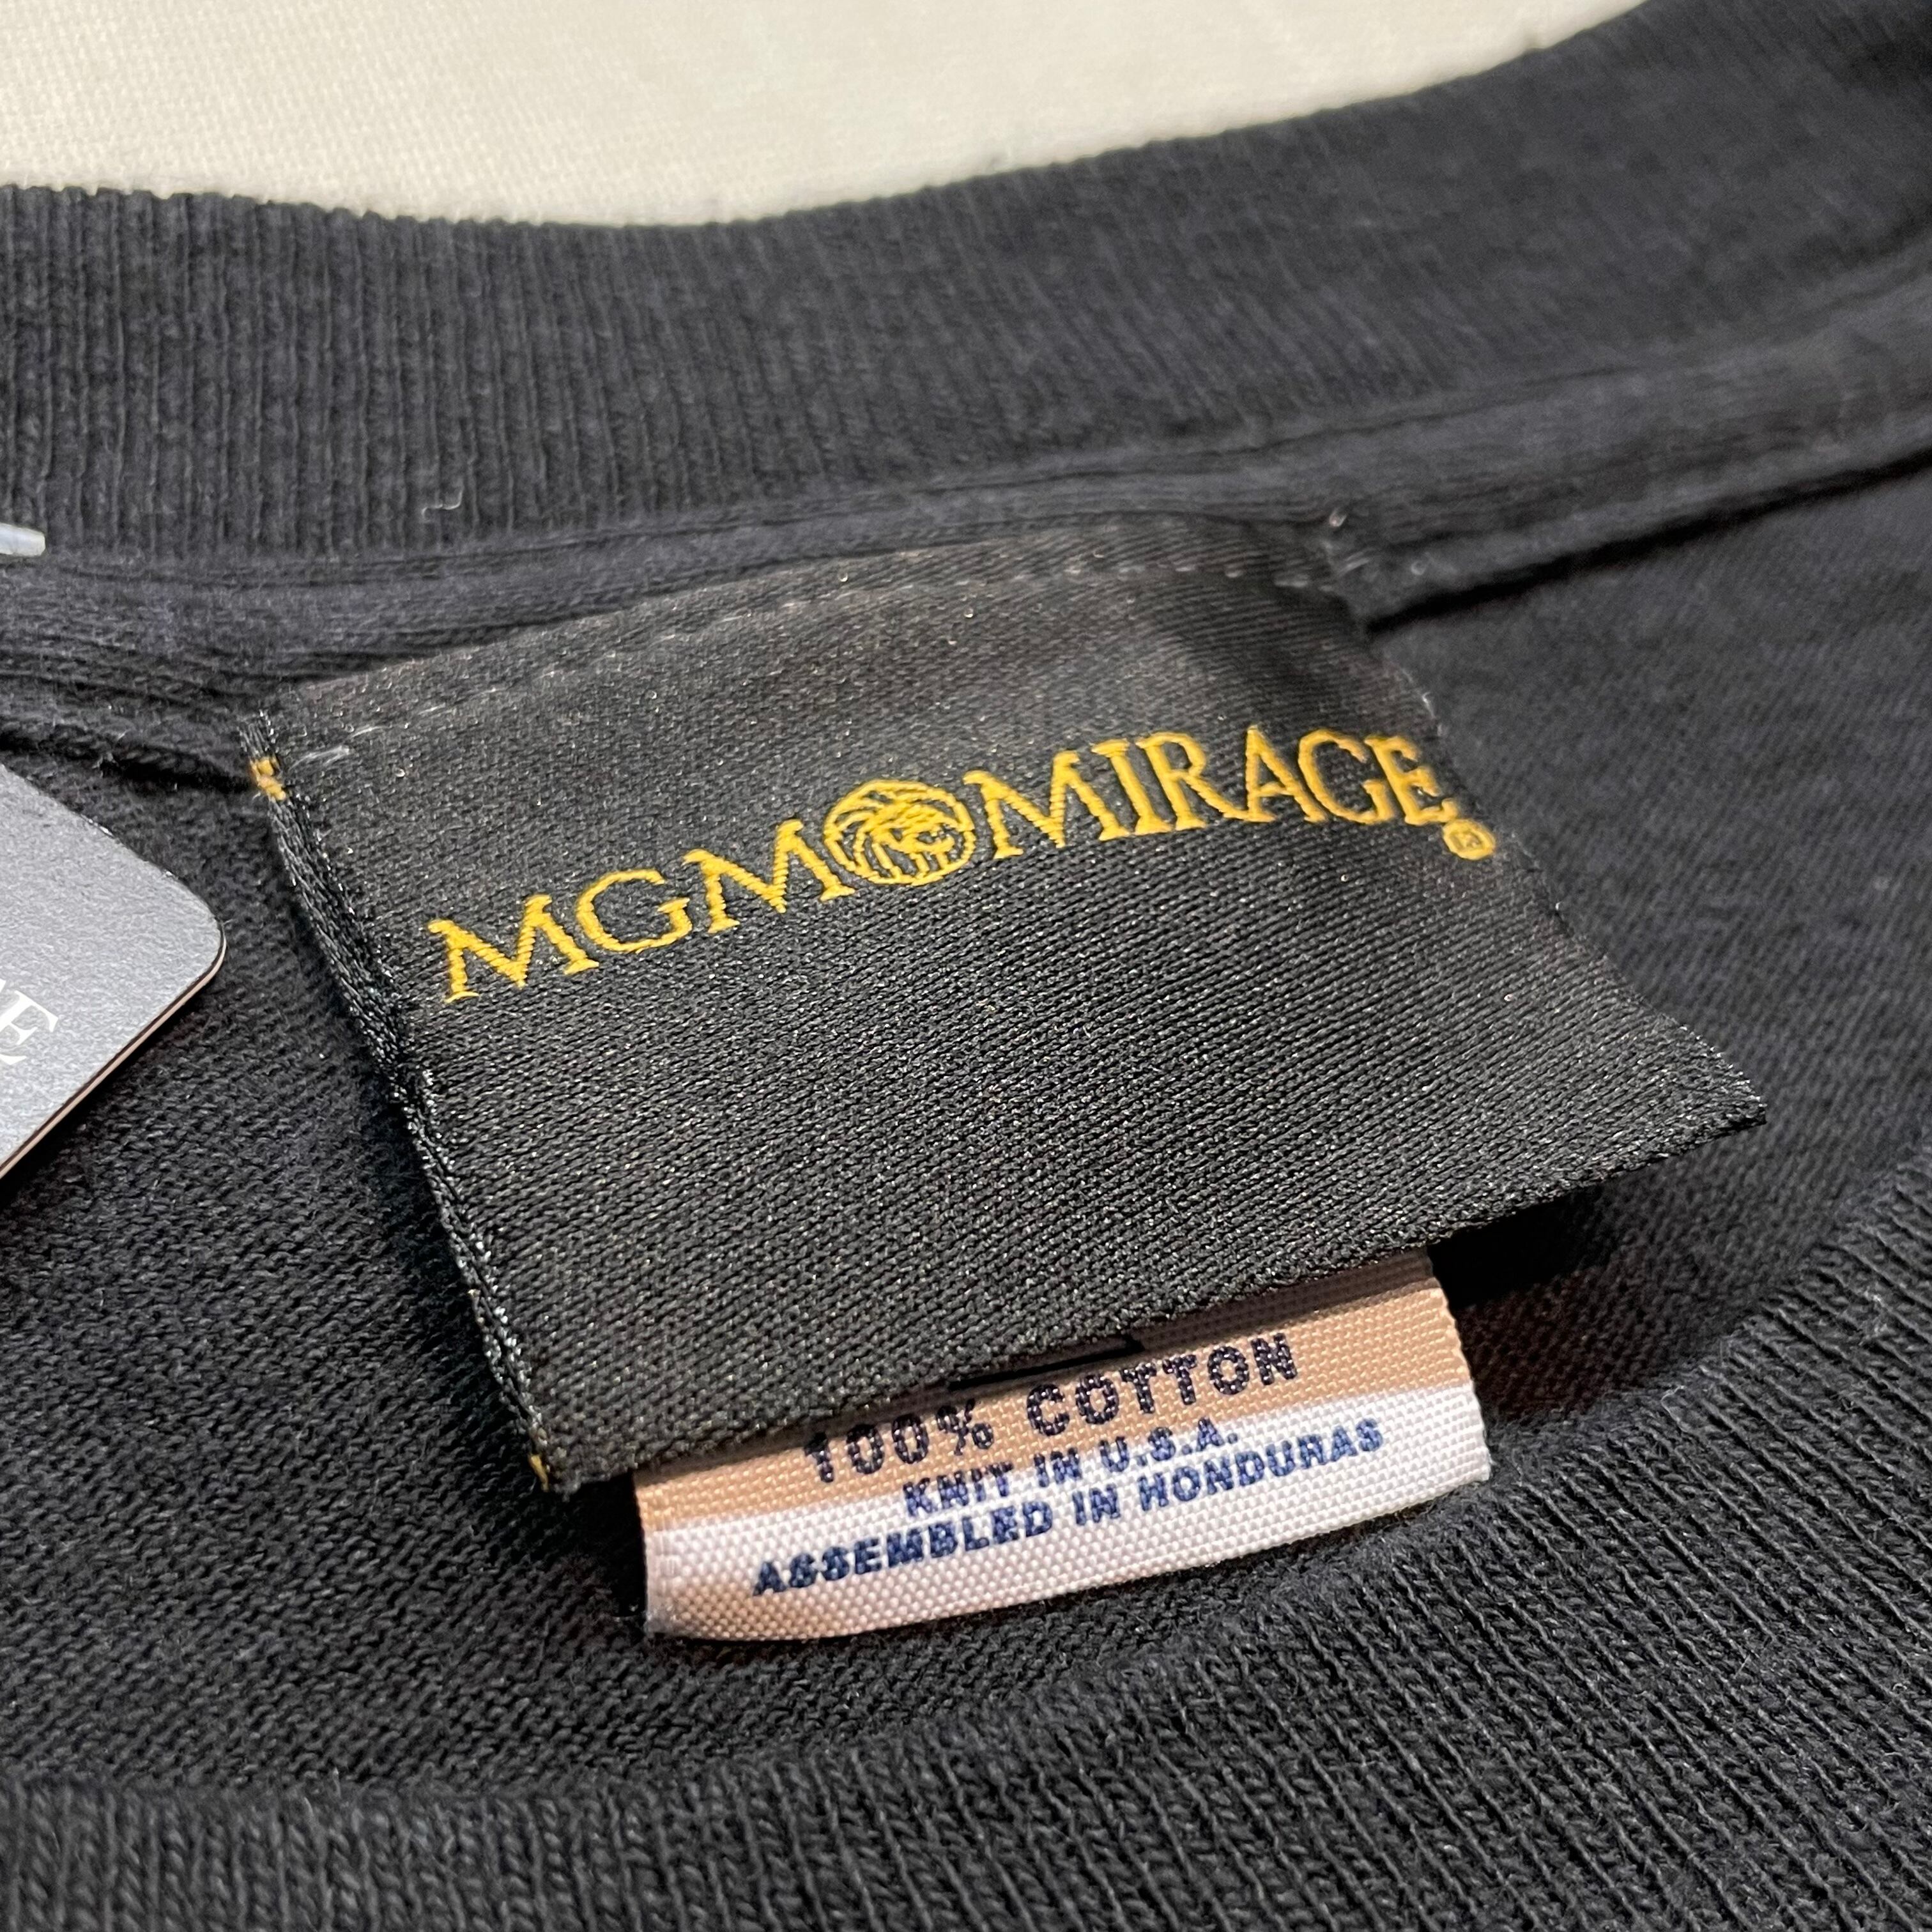 MGM MIRAGE®
100% COTTON
KNIT IN U.S.A.
ASSEMBLED IN HONDURAS